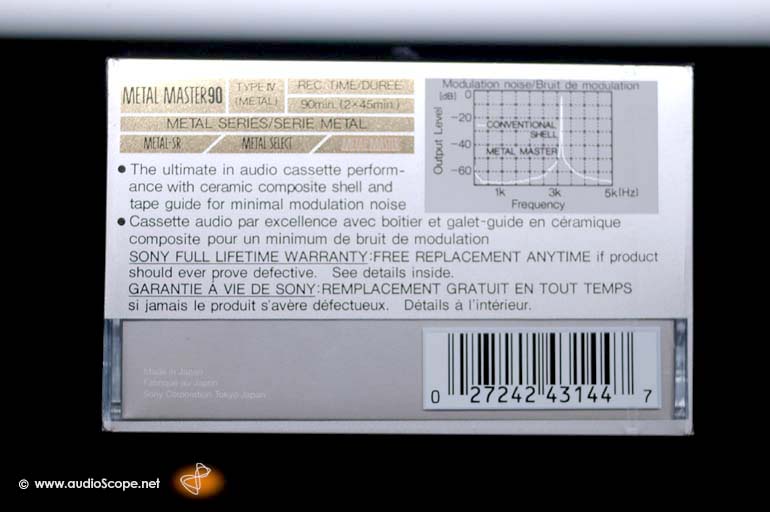 METAL MASTER90
TYPE IV
(METAL)
REC. TIME/DURÉE
90min. (2×45min.)
METAL SERIES/SÉRIE METAL
METAL-SR
METAL SELECT
METAL MASTER
Modulation noise/Bruit de modulation
[dB]
0
-20
-40
-60
Output Level
CONVENTIONAL
SHELL
METAL MASTER
1k
3k
5k(Hz)
Frequency
● The ultimate in audio cassette perform-
ance with ceramic composite shell and
tape guide for minimal modulation noise
● Cassette audio par excellence avec boîtier et galet-guide en céramique
composite pour un minimum de bruit de modulation
SONY FULL LIFETIME WARRANTY:FREE REPLACEMENT ANYTIME if product
should ever prove defective. See details inside.
GARANTIE À VIE DE SONY:REMPLACEMENT GRATUIT EN TOUT TEMPS
si jamais le produit s'avère défectueux. Détails à l'intérieur.
Made in Japan
Fabriqué au Japon
Sony Corporation Tokyo Japan
0 27242 43144 7
© www.audioScope.net